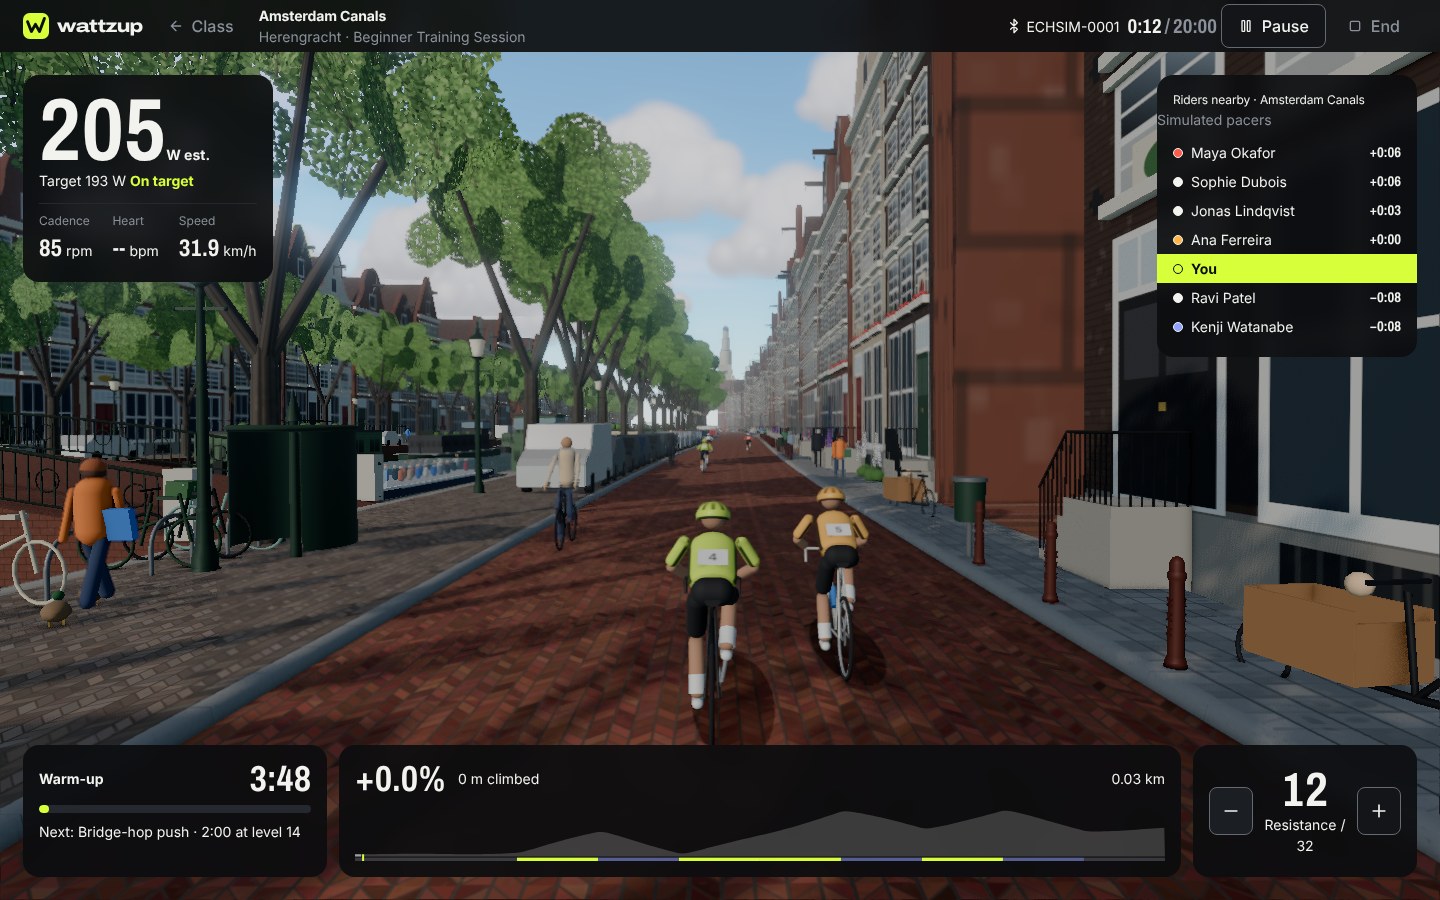 wattzup
Class
Amsterdam Canals
Herengracht · Beginner Training Session
ECHSIM-0001 0:12 / 20:00
Pause
End
205 W est.
Target 193 W On target
Cadence Heart Speed
85 rpm -- bpm 31.9 km/h
Riders nearby · Amsterdam Canals
Simulated pacers
Maya Okafor +0:06
Sophie Dubois +0:06
Jonas Lindqvist +0:03
Ana Ferreira +0:00
You
Ravi Patel −0:08
Kenji Watanabe −0:08
4
5
Warm-up 3:48
Next: Bridge-hop push · 2:00 at level 14
+0.0% 0 m climbed 0.03 km
− 12 +
Resistance /
32